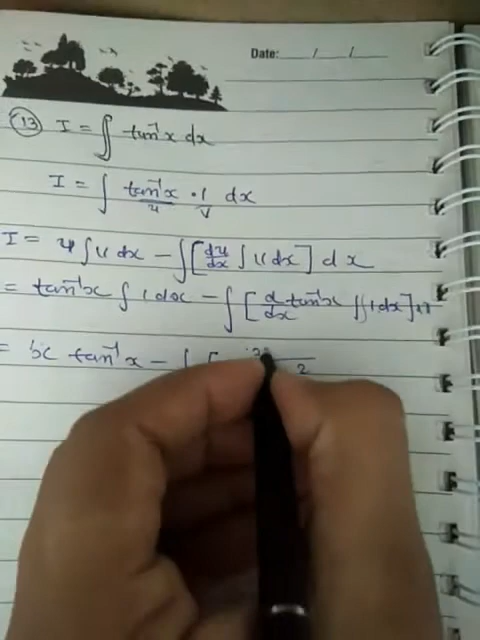 Date: / /
(13) I = ∫ tan⁻¹x dx
I = ∫ tan⁻¹x · 1 dx
u v
I = u ∫ v dx − ∫ [du/dx ∫ v dx] dx
= tan⁻¹x ∫ 1 dx − ∫ [d/dx tan⁻¹x ∫ 1 dx] dx
= x tan⁻¹x − ∫ [